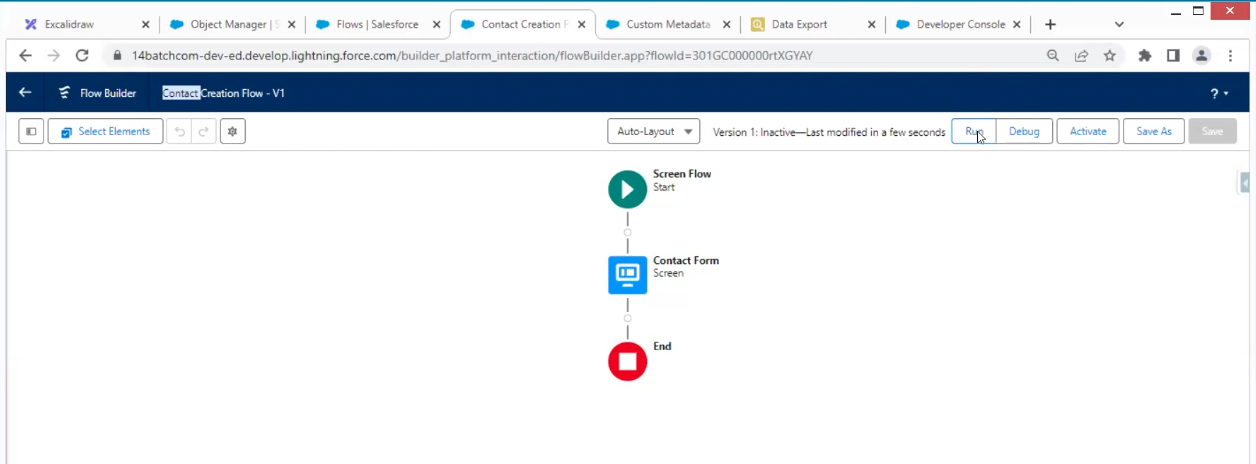 Excalidraw
Object Manager | S
Flows | Salesforce
Contact Creation F
Custom Metadata
Data Export
Developer Console
14batchcom-dev-ed.develop.lightning.force.com/builder_platform_interaction/flowBuilder.app?flowId=301GC000000rtXGYAY
Flow Builder
Contact Creation Flow - V1
?
Select Elements
Auto-Layout
Version 1: Inactive—Last modified in a few seconds
Run
Debug
Activate
Save As
Save
Screen Flow
Start
Contact Form
Screen
End